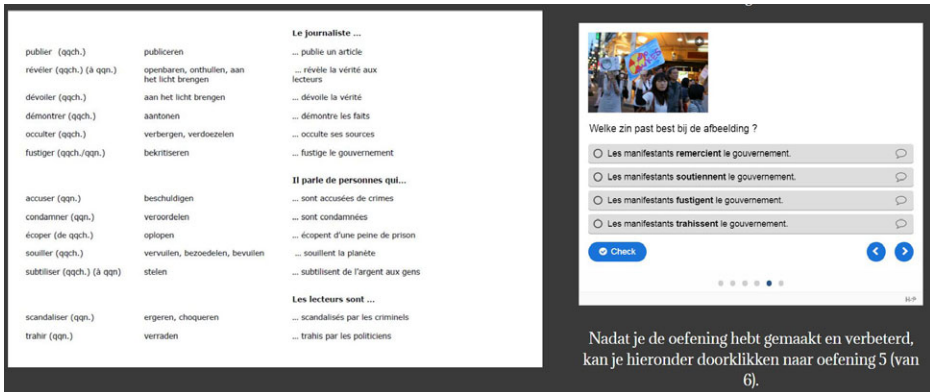 Le journaliste ...
publier (qqch.) publiceren ... publie un article
révéler (qqch.) (à qqn.) openbaren, onthullen, aan het licht brengen ... révèle la vérité aux lecteurs
dévoiler (qqch.) aan het licht brengen ... dévoile la vérité
démontrer (qqch.) aantonen ... démontre les faits
occulter (qqch.) verbergen, verdoezelen ... occulte ses sources
fustiger (qqch./qqn.) bekritiseren ... fustige le gouvernement
Il parle de personnes qui...
accuser (qqn.) beschuldigen ... sont accusées de crimes
condamner (qqn.) veroordelen ... sont condamnées
écoper (de qqch.) oplopen ... écopent d'une peine de prison
souiller (qqch.) vervuilen, bezoedelen, bevuilen ... souillent la planète
subtiliser (qqch.) (à qqn) stelen ... subtilisent de l'argent aux gens
Les lecteurs sont ...
scandaliser (qqn.) ergeren, choqueren ... scandalisés par les criminels
trahir (qqn.) verraden ... trahis par les politiciens
Welke zin past best bij de afbeelding ?
Les manifestants remercient le gouvernement.
Les manifestants soutiennent le gouvernement.
Les manifestants fustigent le gouvernement.
Les manifestants trahissent le gouvernement.
Check
H5P
Nadat je de oefening hebt gemaakt en verbeterd,
kan je hieronder doorklikken naar oefening 5 (van
6).